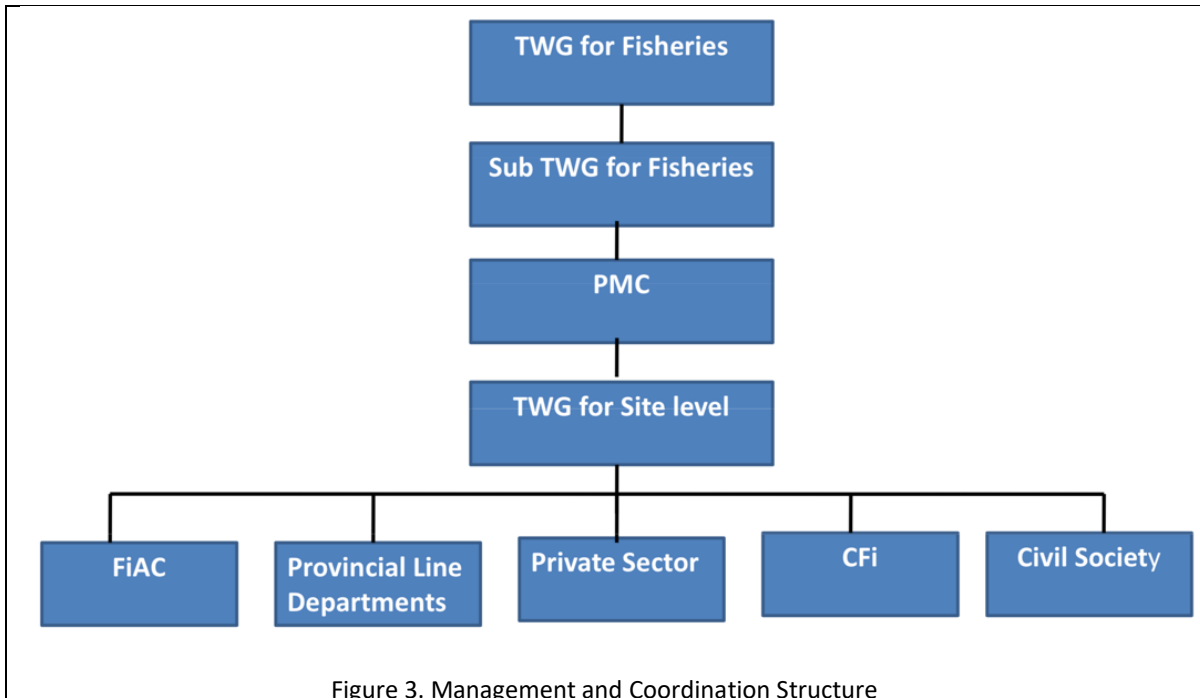 TWG for Fisheries
Sub TWG for Fisheries
PMC
TWG for Site level
FiAC
Provincial Line
Departments
Private Sector
CFi
Civil Society
Figure 3. Management and Coordination Structure